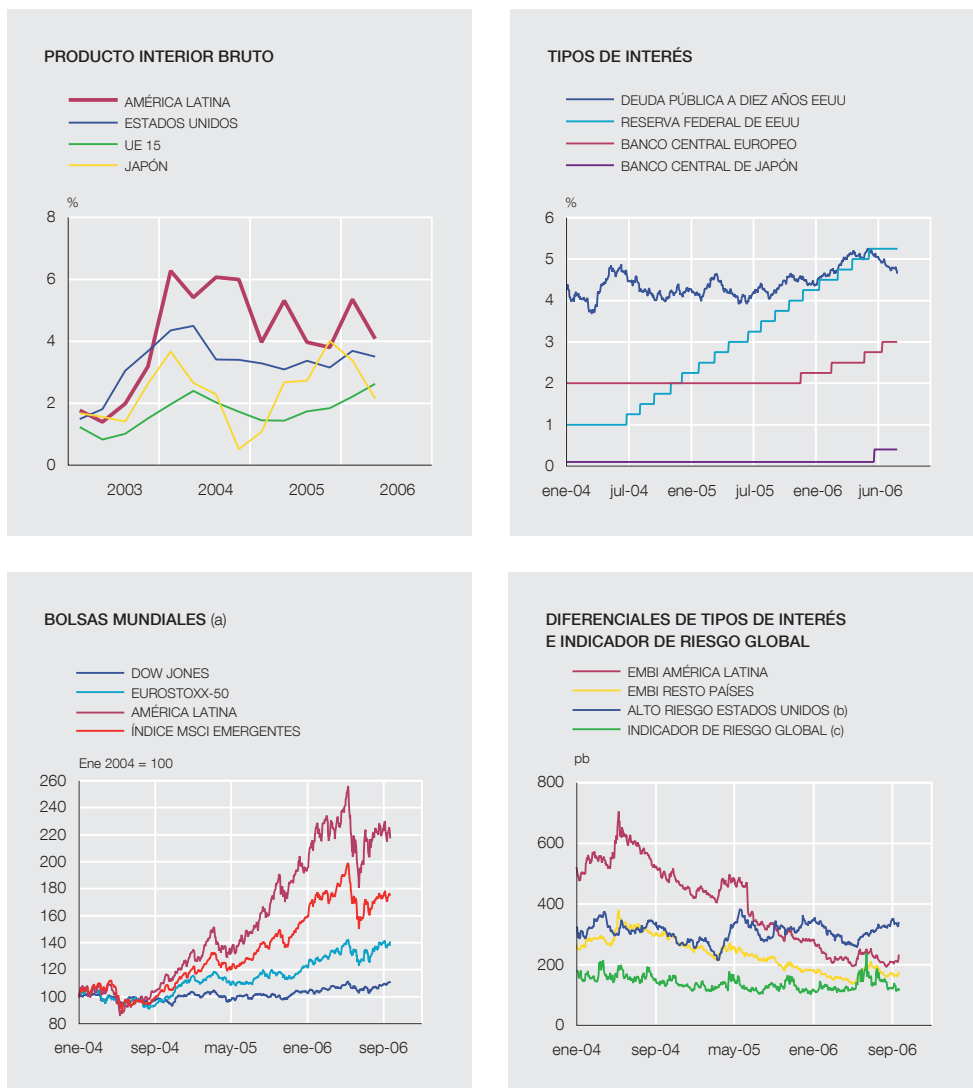 PRODUCTO INTERIOR BRUTO
AMÉRICA LATINA
ESTADOS UNIDOS
UE 15
JAPÓN
%
8
6
4
2
0
2003 2004 2005 2006
TIPOS DE INTERÉS
DEUDA PÚBLICA A DIEZ AÑOS EEUU
RESERVA FEDERAL DE EEUU
BANCO CENTRAL EUROPEO
BANCO CENTRAL DE JAPÓN
%
6
5
4
3
2
1
0
ene-04 jul-04 ene-05 jul-05 ene-06 jun-06
BOLSAS MUNDIALES (a)
DOW JONES
EUROSTOXX-50
AMÉRICA LATINA
ÍNDICE MSCI EMERGENTES
Ene 2004 = 100
260
240
220
200
180
160
140
120
100
80
ene-04 sep-04 may-05 ene-06 sep-06
DIFERENCIALES DE TIPOS DE INTERÉS
E INDICADOR DE RIESGO GLOBAL
EMBI AMÉRICA LATINA
EMBI RESTO PAÍSES
ALTO RIESGO ESTADOS UNIDOS (b)
INDICADOR DE RIESGO GLOBAL (c)
pb
800
600
400
200
0
ene-04 sep-04 may-05 ene-06 sep-06